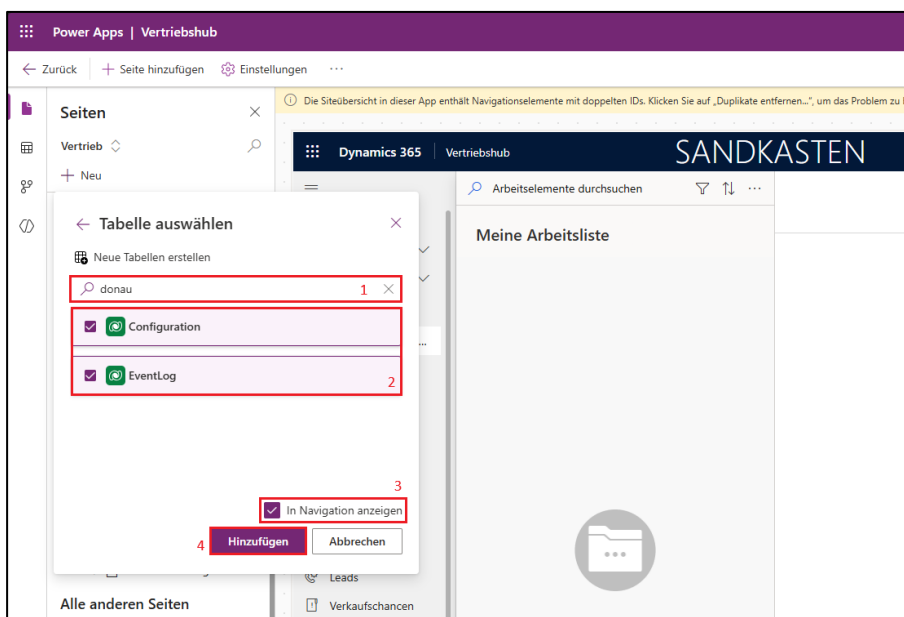 Power Apps | Vertriebshub
Zurück
Seite hinzufügen
Einstellungen
...
Seiten
Die Siteübersicht in dieser App enthält Navigationselemente mit doppelten IDs. Klicken Sie auf „Duplikate entfernen...“, um das Problem zu
Vertrieb
Neu
Dynamics 365
Vertriebshub
SANDKASTEN
Arbeitselemente durchsuchen
...
Meine Arbeitsliste
Tabelle auswählen
Neue Tabellen erstellen
donau 1
Configuration
EventLog 2
...
3
In Navigation anzeigen
4 Hinzufügen
Abbrechen
Leads
Alle anderen Seiten
Verkaufschancen